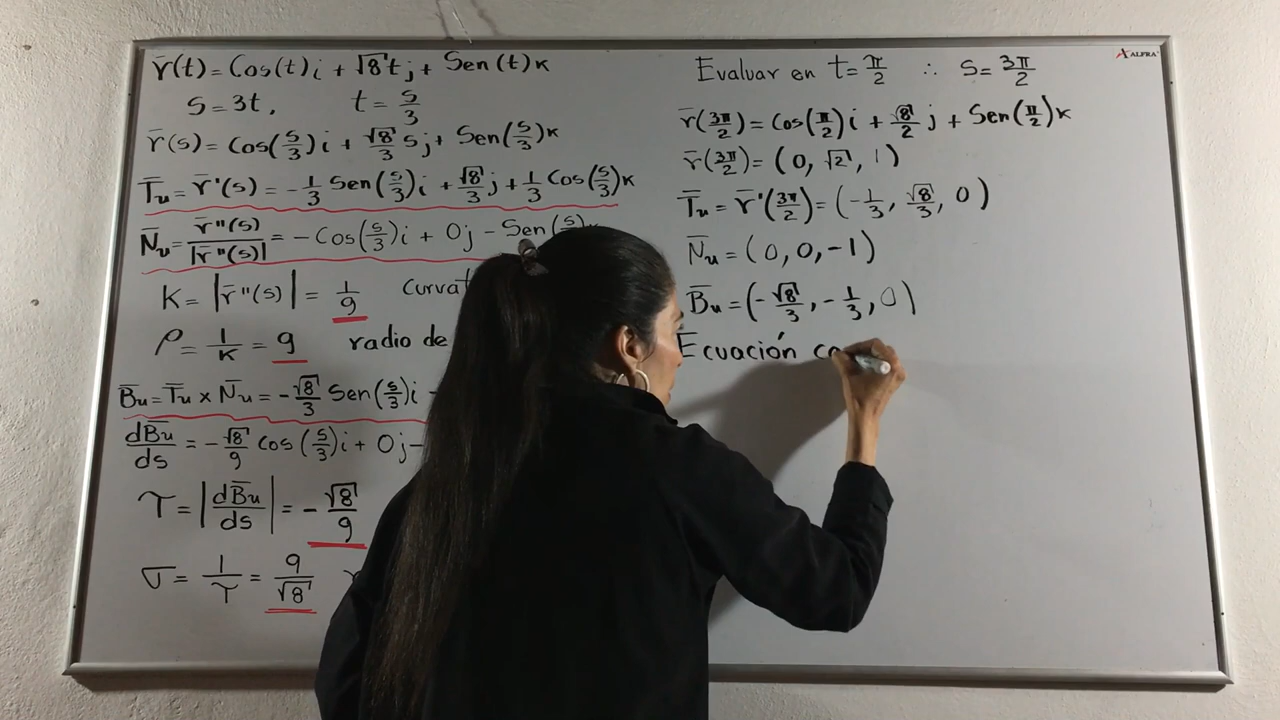 r̄(t) = Cos(t)i + √8 t j + Sen(t)k
S = 3t, t = S/3
r̄(s) = Cos(S/3)i + √8/3 S j + Sen(S/3)k
T̄u = r̄'(s) = -1/3 Sen(S/3)i + √8/3 j + 1/3 Cos(S/3)k
N̄u = r̄''(s)/|r̄''(s)| = -Cos(S/3)i + 0j - Sen(S/
K = |r̄''(s)| = 1/9
ρ = 1/K = 9 radio de
B̄u = T̄u x N̄u = -√8/3 Sen(S/3)i
dB̄u/ds = -√8/9 Cos(S/3)i + 0j -
τ = |dB̄u/ds| = -√8/9
σ = 1/τ = 9/√8
ALFRA
Evaluar en t = π/2 ∴ S = 3π/2
r̄(3π/2) = Cos(π/2)i + √8/2 j + Sen(π/2)k
r̄(3π/2) = (0, √2, 1)
T̄u = r̄'(3π/2) = (-1/3, √8/3, 0)
N̄u = (0, 0, -1)
B̄u = (-√8/3, -1/3, 0)
Ecuación